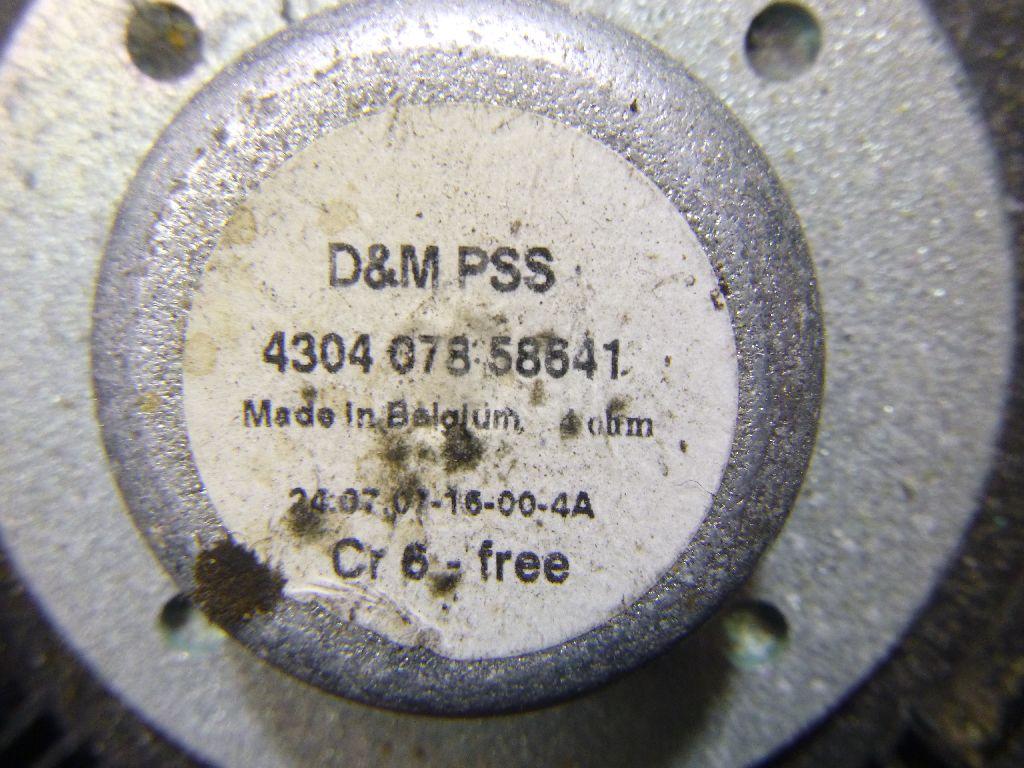 D&M PSS
4304 078 58641
Made in Belgium, 4 ohm
24.07.07-16-00-4A
Cr 6 - free